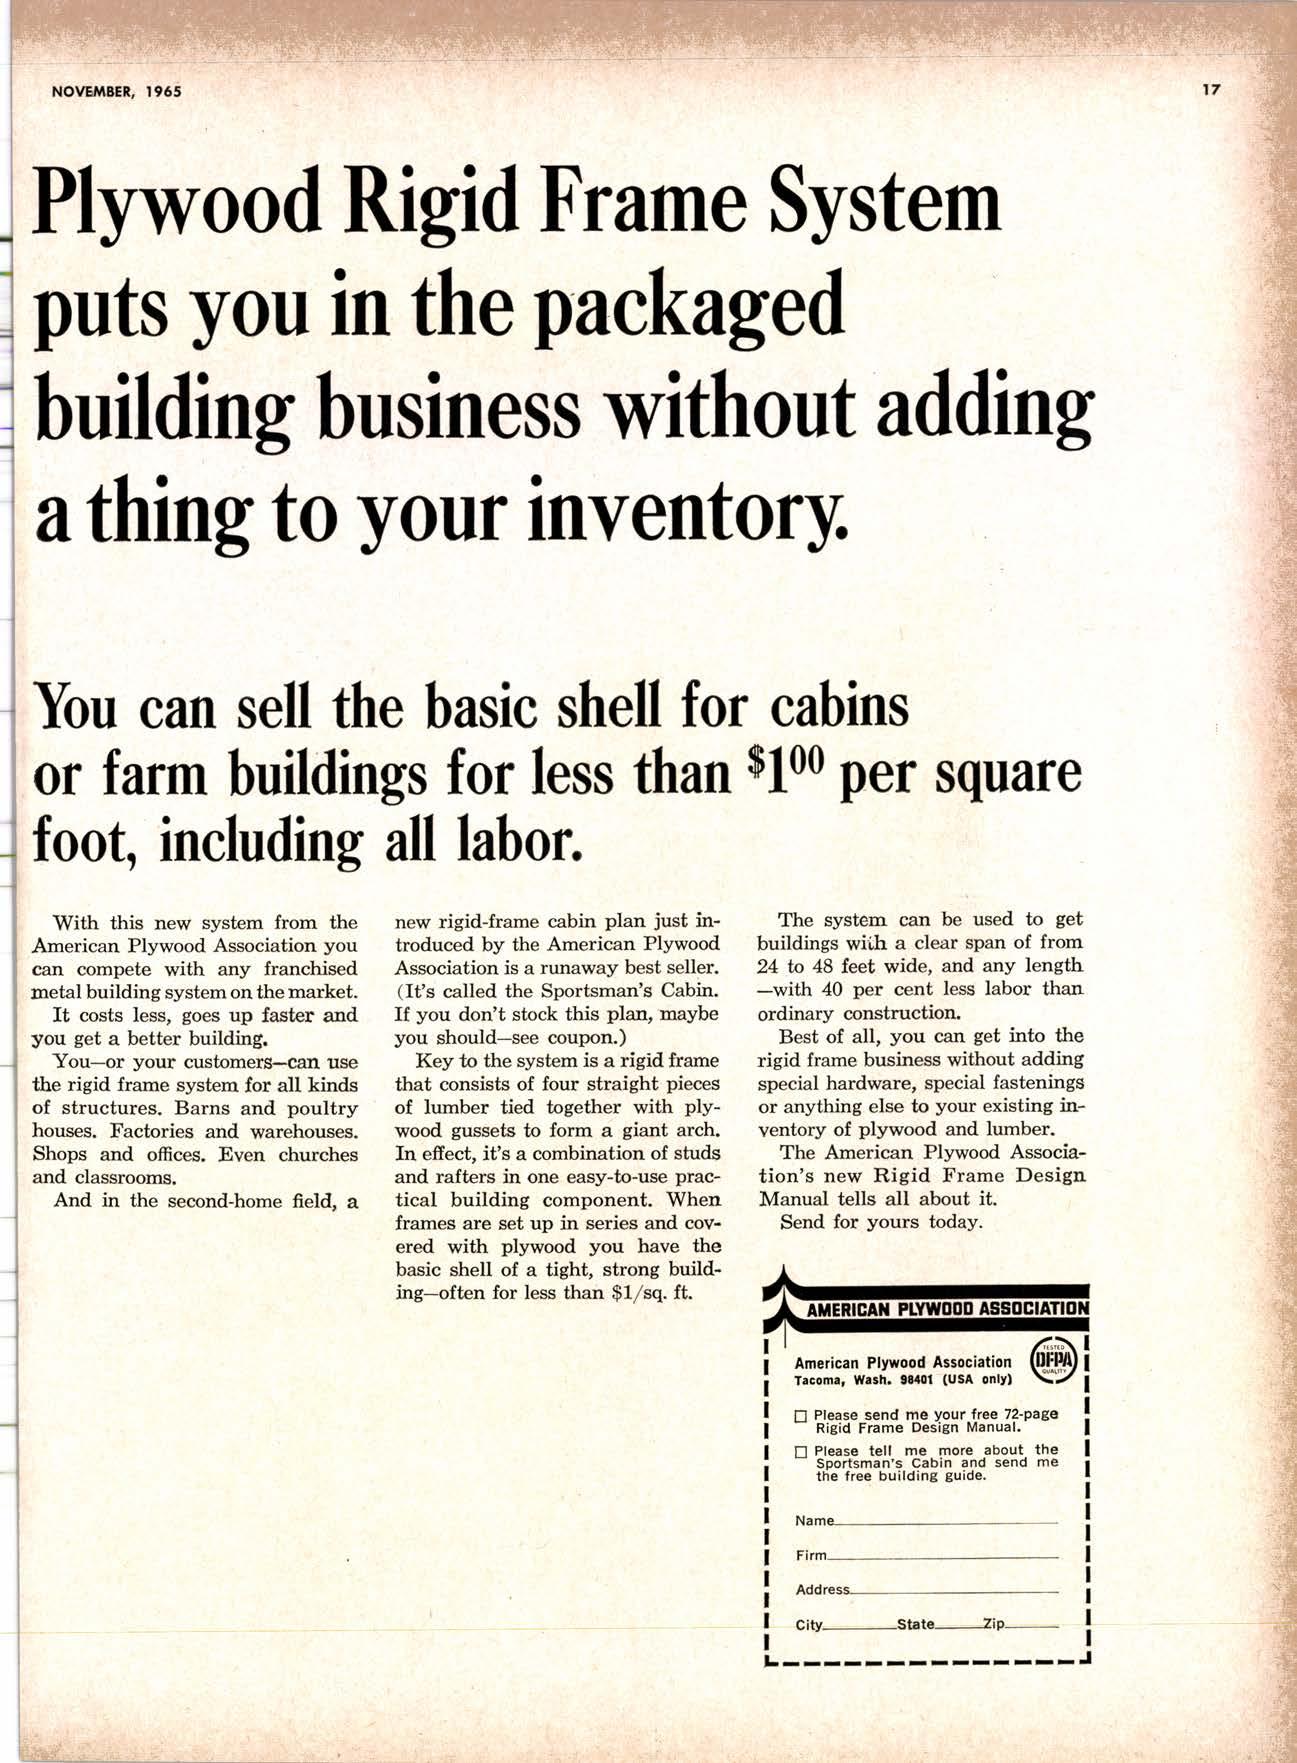 NOVEMBER, 1965
17
Plywood Rigid Frame System
puts you in the packaged
building business without adding
a thing to your inventory.
You can sell the basic shell for cabins
or farm buildings for less than $100 per square
foot, including all labor.
With this new system from the
American Plywood Association you
can compete with any franchised
metal building system on the market.
It costs less, goes up faster and
you get a better building.
You—or your customers—can use
the rigid frame system for all kinds
of structures. Barns and poultry
houses. Factories and warehouses.
Shops and offices. Even churches
and classrooms.
And in the second-home field, a
new rigid-frame cabin plan just in-
troduced by the American Plywood
Association is a runaway best seller.
(It's called the Sportsman's Cabin.
If you don't stock this plan, maybe
you should—see coupon.)
Key to the system is a rigid frame
that consists of four straight pieces
of lumber tied together with ply-
wood gussets to form a giant arch.
In effect, it's a combination of studs
and rafters in one easy-to-use prac-
tical building component. When
frames are set up in series and cov-
ered with plywood you have the
basic shell of a tight, strong build-
ing—often for less than $1/sq. ft.
The system can be used to get
buildings with a clear span of from
24 to 48 feet wide, and any length
—with 40 per cent less labor than
ordinary construction.
Best of all, you can get into the
rigid frame business without adding
special hardware, special fastenings
or anything else to your existing in-
ventory of plywood and lumber.
The American Plywood Associa-
tion's new Rigid Frame Design
Manual tells all about it.
Send for yours today.
AMERICAN PLYWOOD ASSOCIATION
American Plywood Association
Tacoma, Wash. 98401 (USA only)
TESTED
DFPA
QUALITY
Please send me your free 72-page
Rigid Frame Design Manual.
Please tell me more about the
Sportsman's Cabin and send me
the free building guide.
Name
Firm
Address
City State Zip